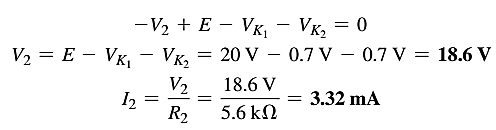 −V₂ + E − V_K₁ − V_K₂ = 0
V₂ = E − V_K₁ − V_K₂ = 20 V − 0.7 V − 0.7 V = 18.6 V
I₂ = V₂/R₂ = 18.6 V/5.6 kΩ = 3.32 mA